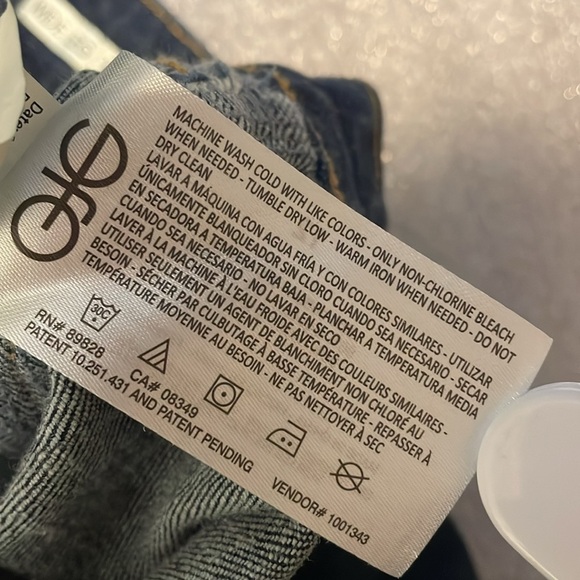 MACHINE WASH COLD WITH LIKE COLORS - ONLY NON-CHLORINE BLEACH
WHEN NEEDED - TUMBLE DRY LOW - WARM IRON WHEN NEEDED - DO NOT
DRY CLEAN
LAVAR À MÁQUINA CON AGUA FRÍA Y CON COLORES SIMILARES - UTILIZAR
ÚNICAMENTE BLANQUEADOR SIN CLORO CUANDO SEA NECESARIO - SECAR
EN SECADORA A TEMPERATURA BAJA - PLANCHAR A TEMPERATURA MEDIA
CUANDO SEA NECESARIO - NO LAVAR EN SECO
LAVER À LA MACHINE À L'EAU FROIDE AVEC DES COULEURS SIMILAIRES -
UTILISER SEULEMENT UN AGENT DE BLANCHIMENT NON CHLORÉ AU
BESOIN - SÉCHER PAR CULBUTAGE À BASSE TEMPÉRATURE - REPASSER À
TEMPÉRATURE MOYENNE AU BESOIN - NE PAS NETTOYER À SEC
30C
RN# 89828 CA# 08349 VENDOR# 1001343
PATENT 10.251.431 AND PATENT PENDING
Date